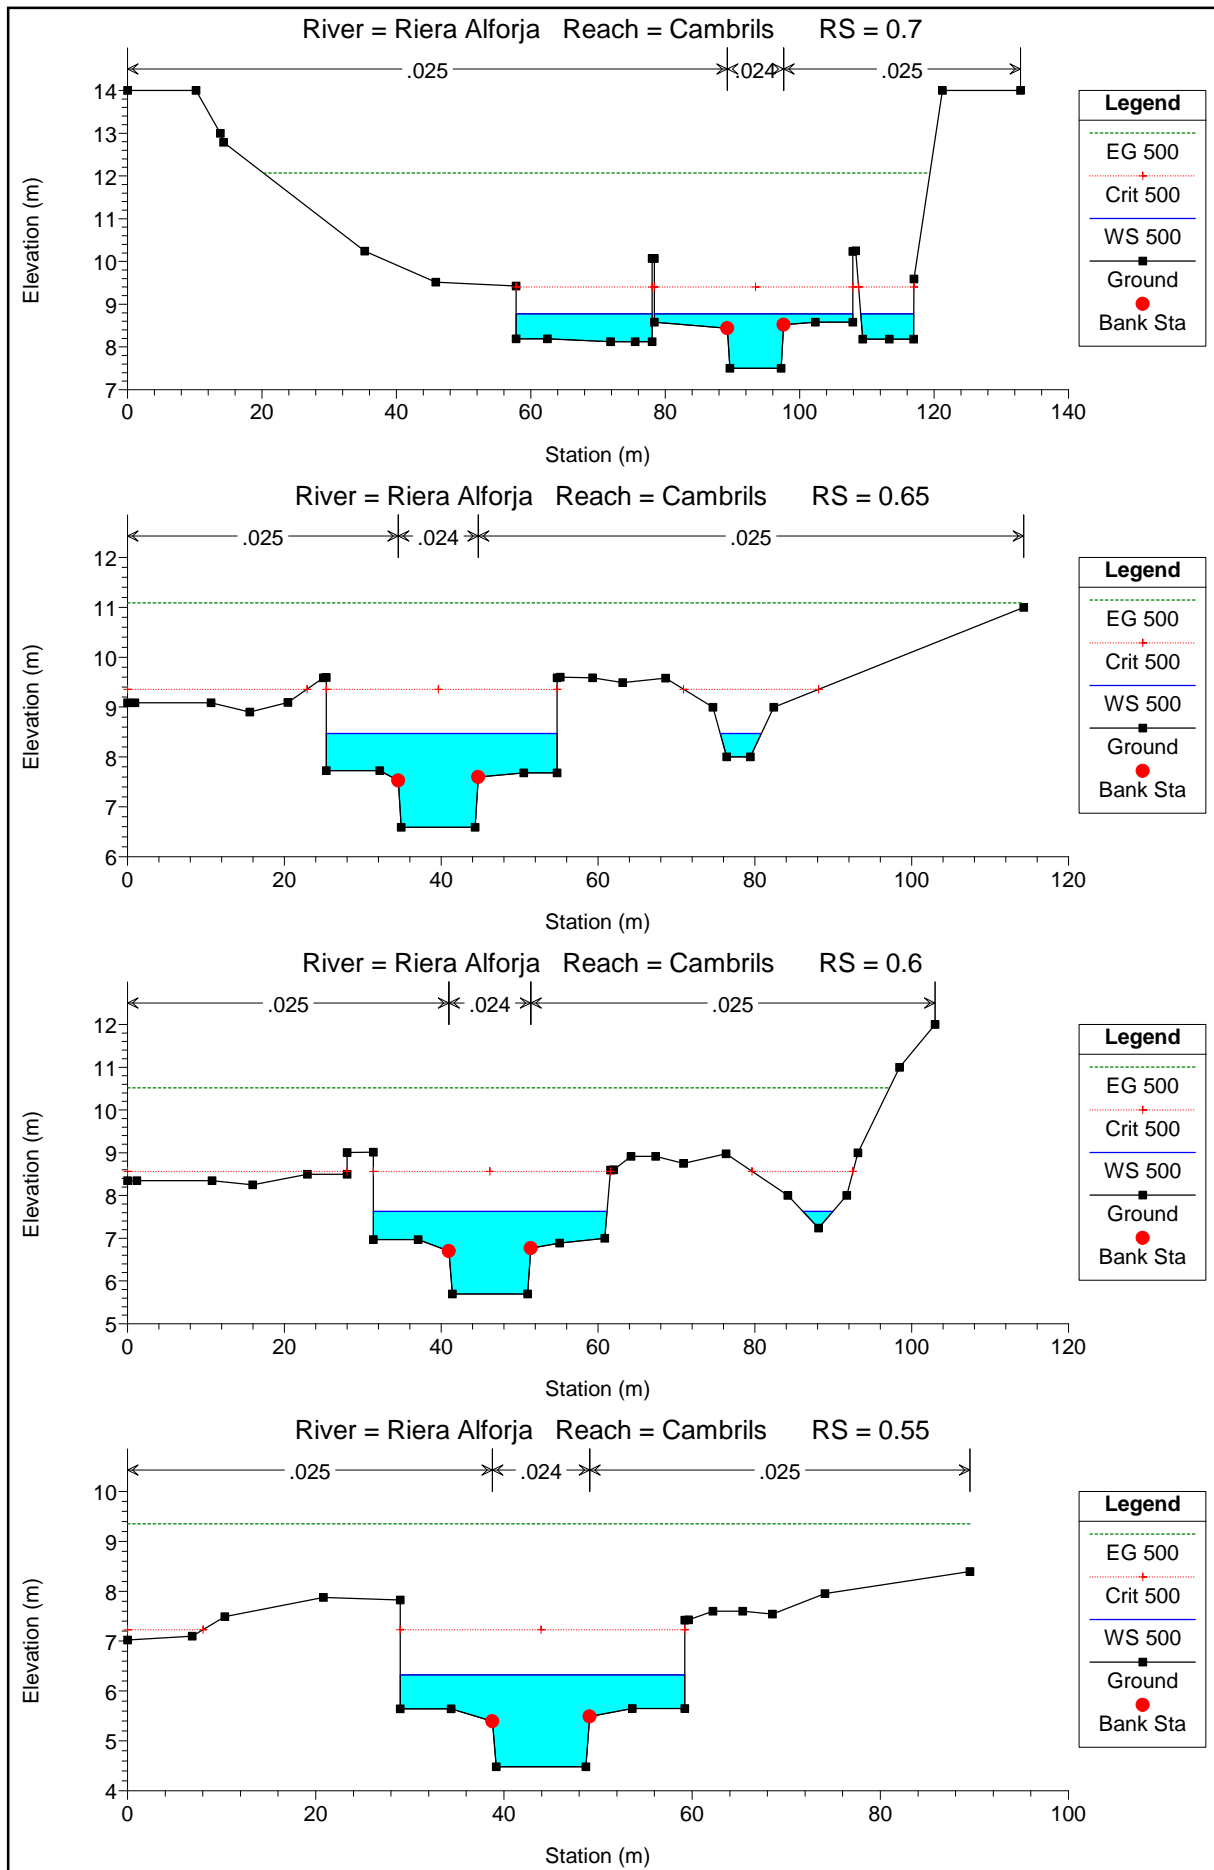 River = Riera Alforja   Reach = Cambrils   RS = 0.7
.025 .024 .025
14
13
12
11
10
9
8
7
Elevation (m)
0 20 40 60 80 100 120 140
Station (m)
Legend
EG 500
Crit 500
WS 500
Ground
Bank Sta
River = Riera Alforja   Reach = Cambrils   RS = 0.65
.025 .024 .025
12
11
10
9
8
7
6
Elevation (m)
0 20 40 60 80 100 120
Station (m)
Legend
EG 500
Crit 500
WS 500
Ground
Bank Sta
River = Riera Alforja   Reach = Cambrils   RS = 0.6
.025 .024 .025
12
11
10
9
8
7
6
5
Elevation (m)
0 20 40 60 80 100 120
Station (m)
Legend
EG 500
Crit 500
WS 500
Ground
Bank Sta
River = Riera Alforja   Reach = Cambrils   RS = 0.55
.025 .024 .025
10
9
8
7
6
5
4
Elevation (m)
0 20 40 60 80 100
Station (m)
Legend
EG 500
Crit 500
WS 500
Ground
Bank Sta